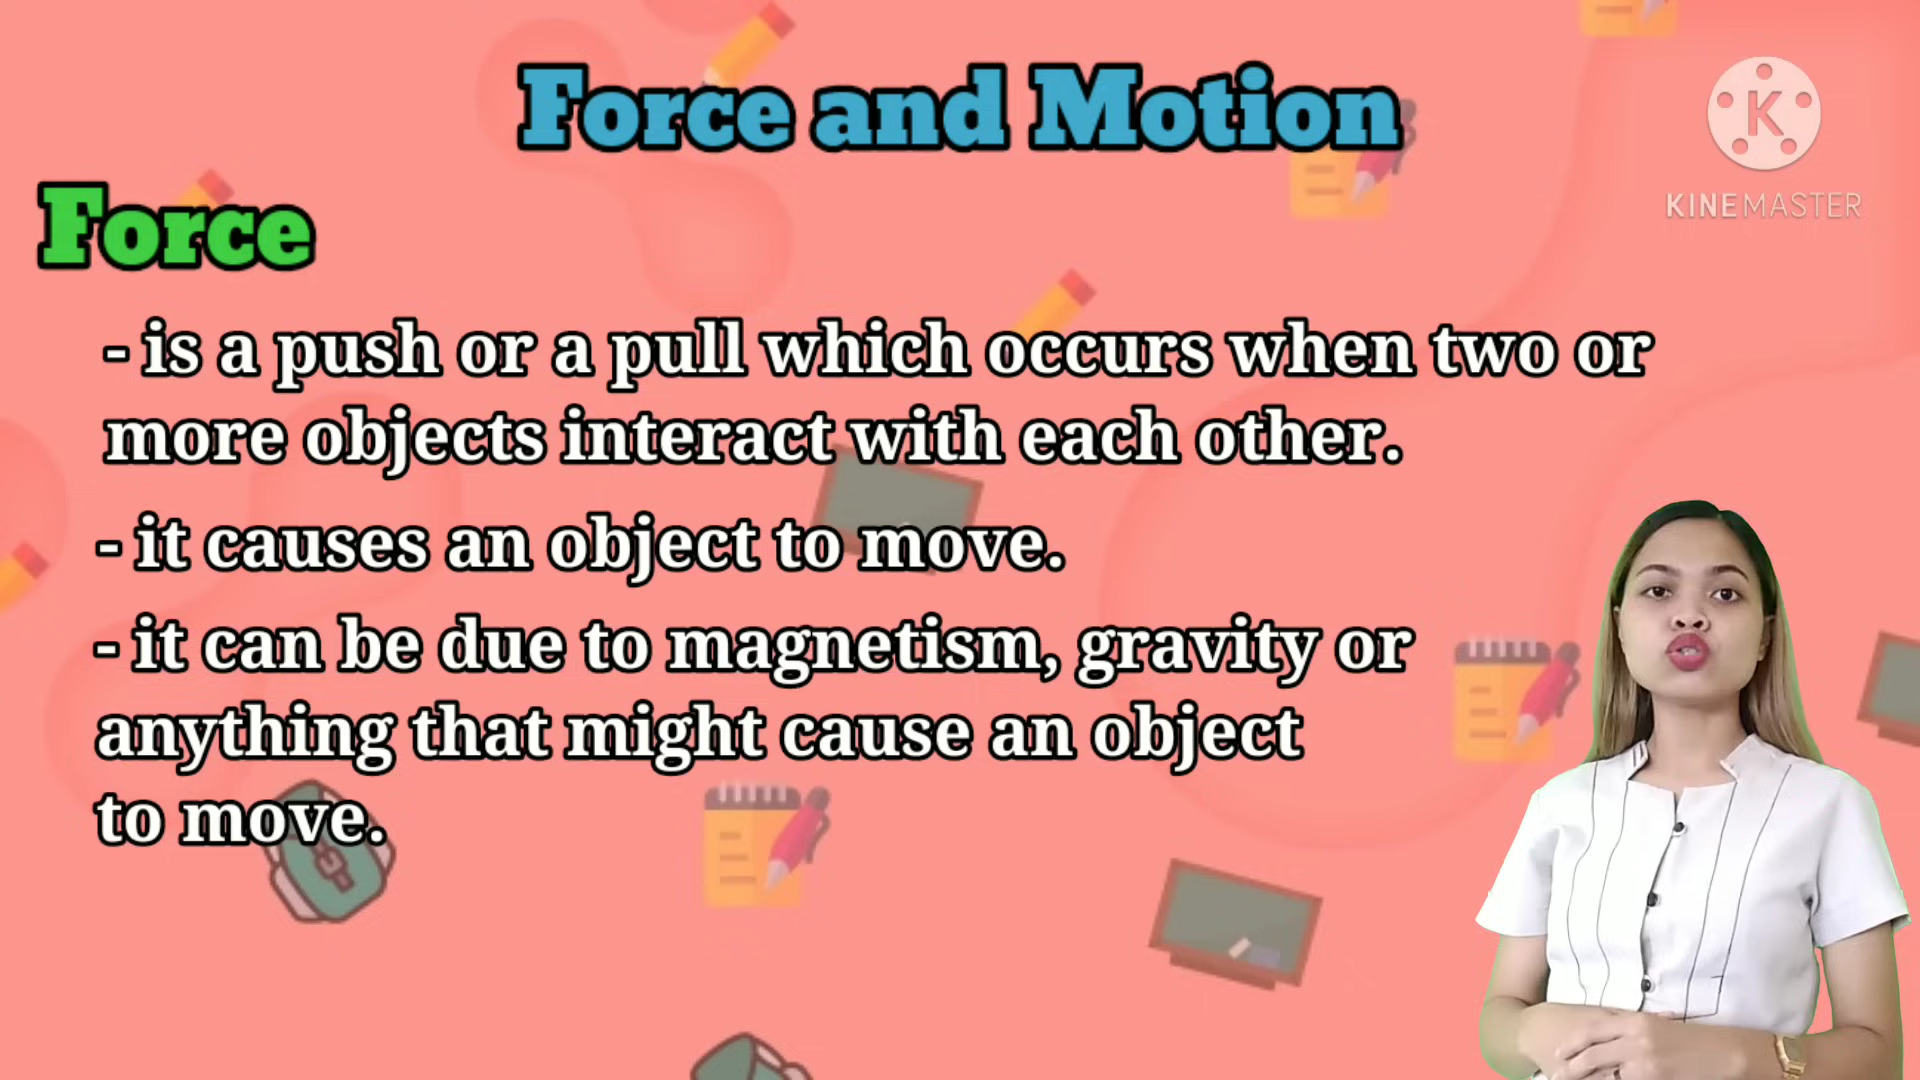 Force and Motion
K
KINEMASTER
Force
- is a push or a pull which occurs when two or
more objects interact with each other.
- it causes an object to move.
- it can be due to magnetism, gravity or
anything that might cause an object
to move.